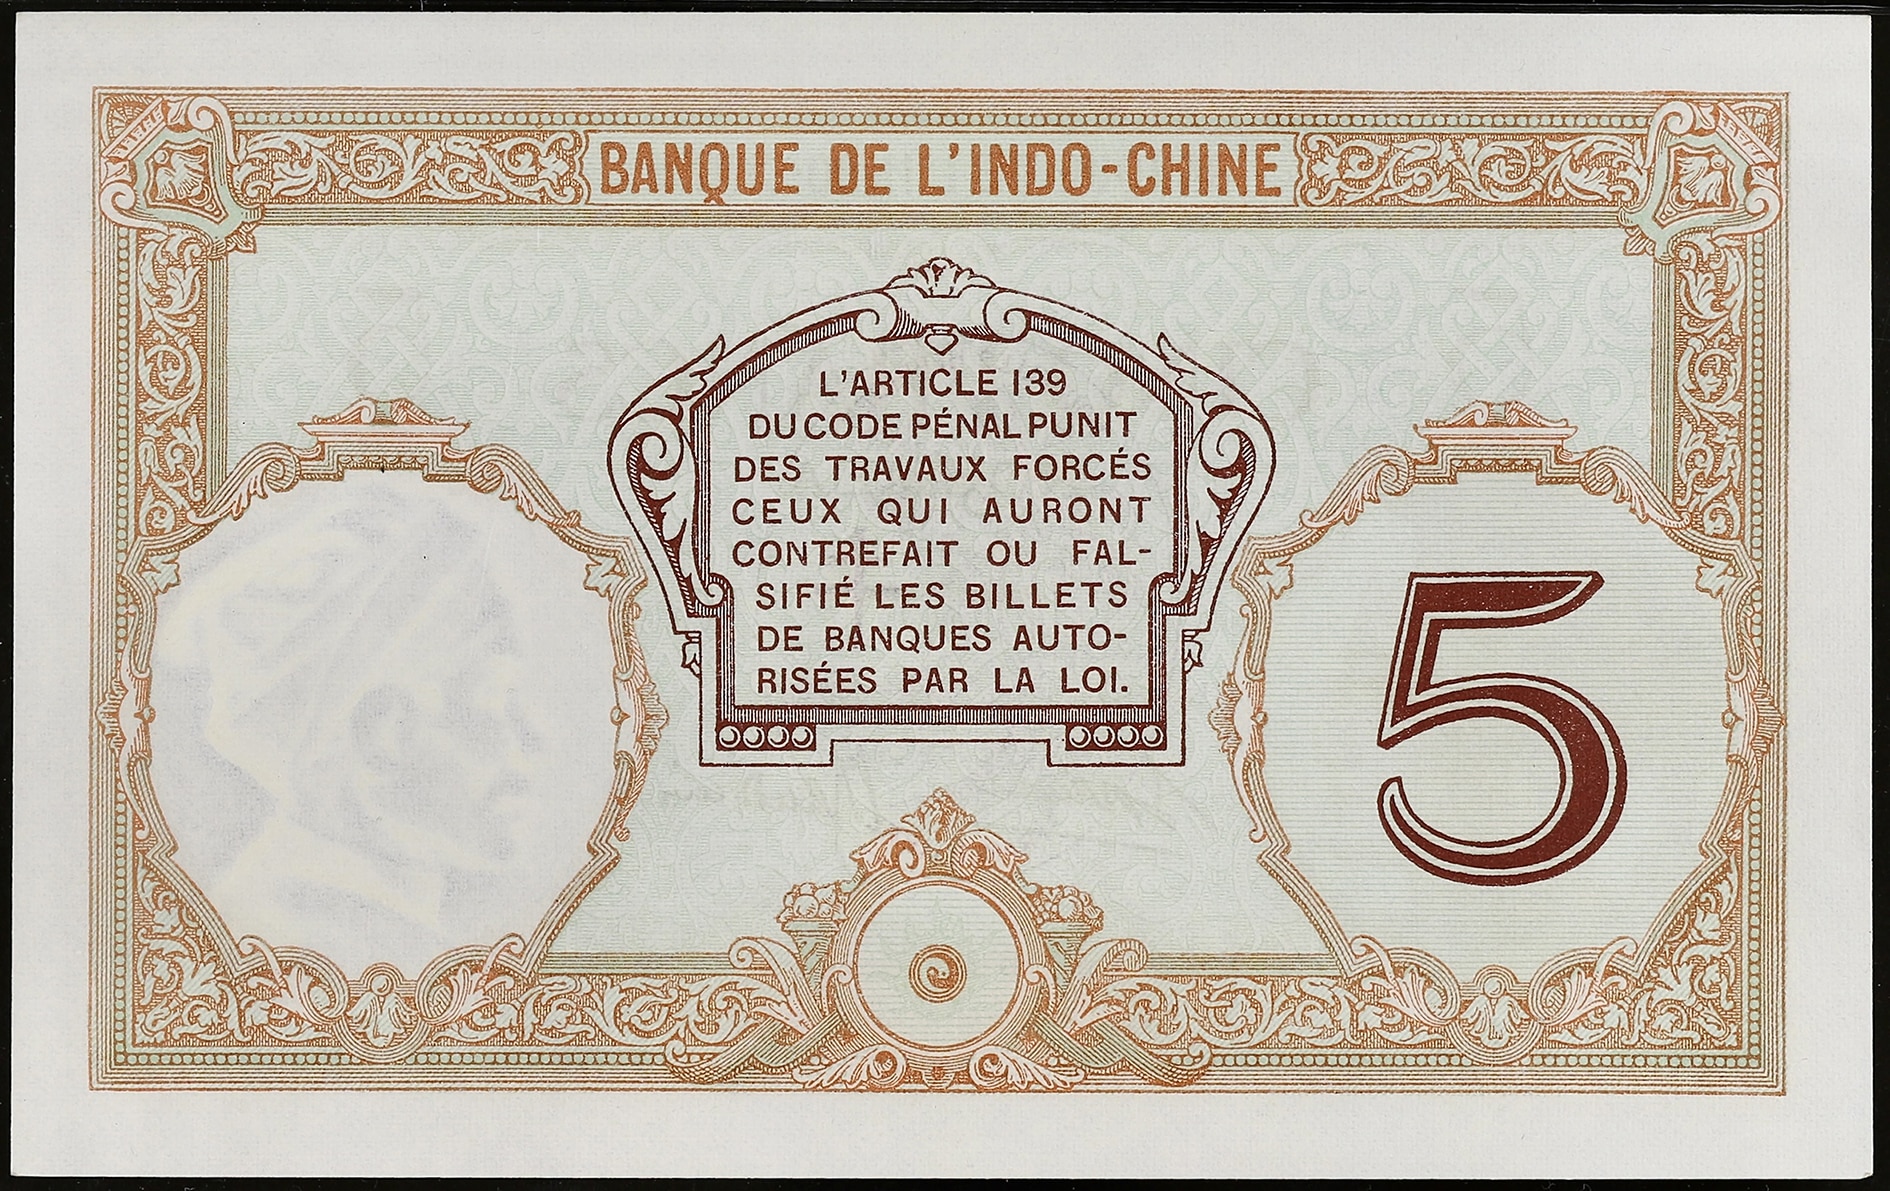 BANQUE DE L'INDO-CHINE
L'ARTICLE 139
DU CODE PÉNAL PUNIT
DES TRAVAUX FORCÉS
CEUX QUI AURONT
CONTREFAIT OU FAL-
SIFIÉ LES BILLETS
DE BANQUES AUTO-
RISÉES PAR LA LOI.
5